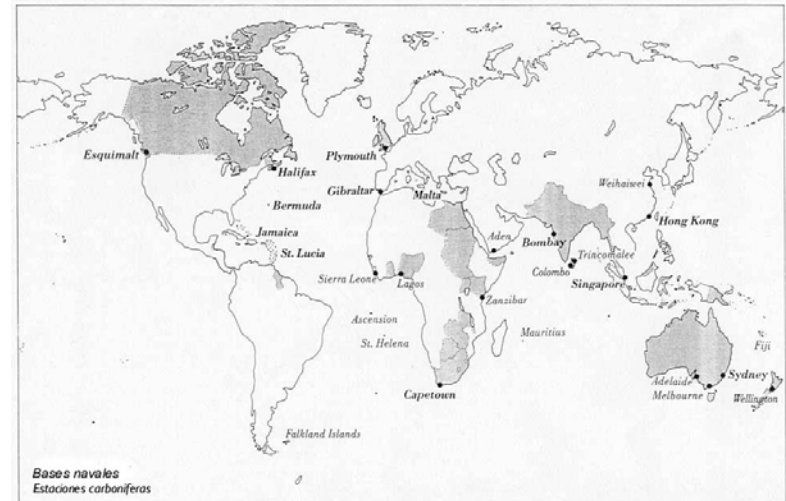 Esquimalt
Halifax
Plymouth
Gibraltar
Malta
Bermuda
Jamaica
St. Lucia
Sierra Leone
Lagos
Aden
Bombay
Colombo
Trincomalee
Singapore
Weihaiwei
Hong Kong
Zanzibar
Ascension
St. Helena
Mauritius
Capetown
Falkland Islands
Fiji
Adelaide
Melbourne
Sydney
Wellington
Bases navales
Estaciones carboníferas